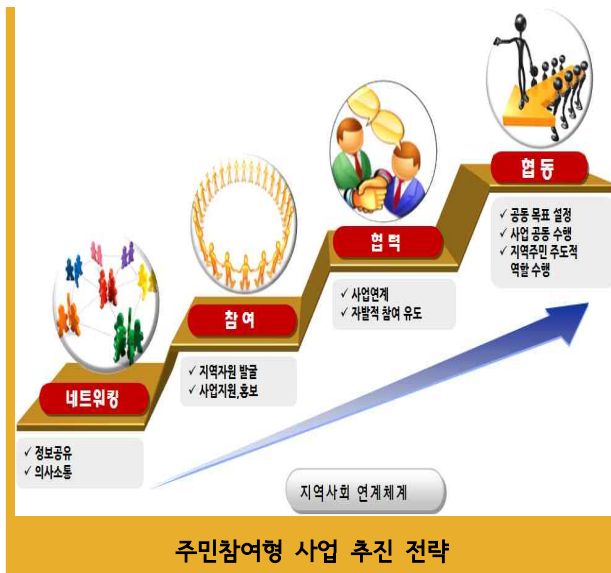 네트워킹
✓ 정보공유
✓ 의사소통
참여
✓ 지역자원 발굴
✓ 사업지원,홍보
협력
✓ 사업연계
✓ 자발적 참여 유도
협동
✓ 공동 목표 설정
✓ 사업 공동 수행
✓ 지역주민 주도적
역할 수행
지역사회 연계체계
주민참여형 사업 추진 전략